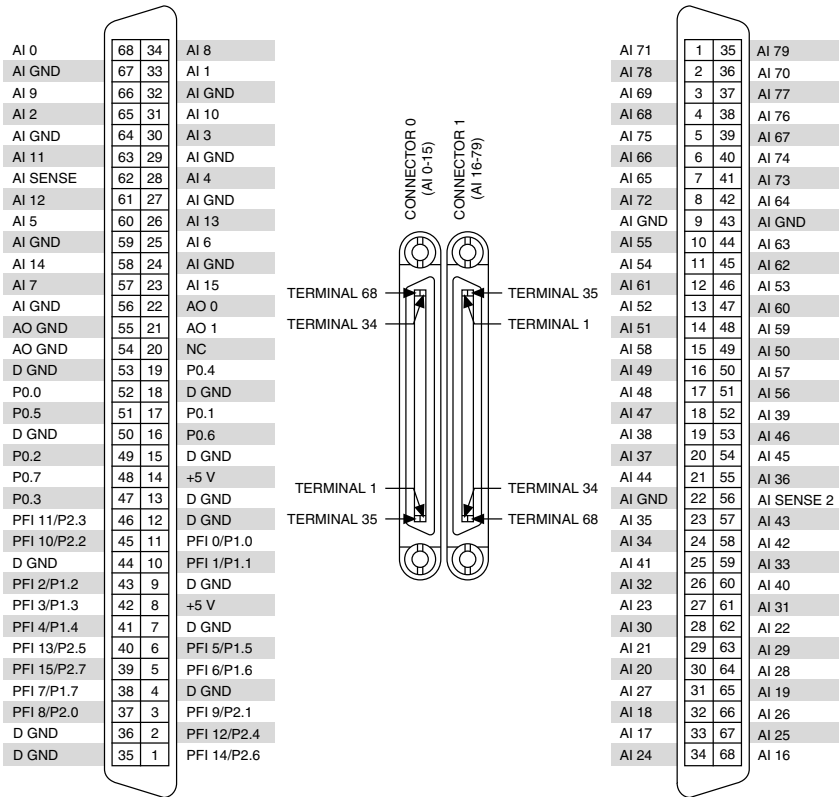 AI 0 68 34 AI 8
AI GND 67 33 AI 1
AI 9 66 32 AI GND
AI 2 65 31 AI 10
AI GND 64 30 AI 3
AI 11 63 29 AI GND
AI SENSE 62 28 AI 4
AI 12 61 27 AI GND
AI 5 60 26 AI 13
AI GND 59 25 AI 6
AI 14 58 24 AI GND
AI 7 57 23 AI 15
AI GND 56 22 AO 0
AO GND 55 21 AO 1
AO GND 54 20 NC
D GND 53 19 P0.4
P0.0 52 18 D GND
P0.5 51 17 P0.1
D GND 50 16 P0.6
P0.2 49 15 D GND
P0.7 48 14 +5 V
P0.3 47 13 D GND
PFI 11/P2.3 46 12 D GND
PFI 10/P2.2 45 11 PFI 0/P1.0
D GND 44 10 PFI 1/P1.1
PFI 2/P1.2 43 9 D GND
PFI 3/P1.3 42 8 +5 V
PFI 4/P1.4 41 7 D GND
PFI 13/P2.5 40 6 PFI 5/P1.5
PFI 15/P2.7 39 5 PFI 6/P1.6
PFI 7/P1.7 38 4 D GND
PFI 8/P2.0 37 3 PFI 9/P2.1
D GND 36 2 PFI 12/P2.4
D GND 35 1 PFI 14/P2.6
CONNECTOR 0
(AI 0-15)
CONNECTOR 1
(AI 16-79)
TERMINAL 68
TERMINAL 35
TERMINAL 34
TERMINAL 1
TERMINAL 1
TERMINAL 34
TERMINAL 35
TERMINAL 68
AI 71 1 35 AI 79
AI 78 2 36 AI 70
AI 69 3 37 AI 77
AI 68 4 38 AI 76
AI 75 5 39 AI 67
AI 66 6 40 AI 74
AI 65 7 41 AI 73
AI 72 8 42 AI 64
AI GND 9 43 AI GND
AI 55 10 44 AI 63
AI 54 11 45 AI 62
AI 61 12 46 AI 53
AI 52 13 47 AI 60
AI 51 14 48 AI 59
AI 58 15 49 AI 50
AI 49 16 50 AI 57
AI 48 17 51 AI 56
AI 47 18 52 AI 39
AI 38 19 53 AI 46
AI 37 20 54 AI 45
AI 44 21 55 AI 36
AI GND 22 56 AI SENSE 2
AI 35 23 57 AI 43
AI 34 24 58 AI 42
AI 41 25 59 AI 33
AI 32 26 60 AI 40
AI 23 27 61 AI 31
AI 30 28 62 AI 22
AI 21 29 63 AI 29
AI 20 30 64 AI 28
AI 27 31 65 AI 19
AI 18 32 66 AI 26
AI 17 33 67 AI 25
AI 24 34 68 AI 16